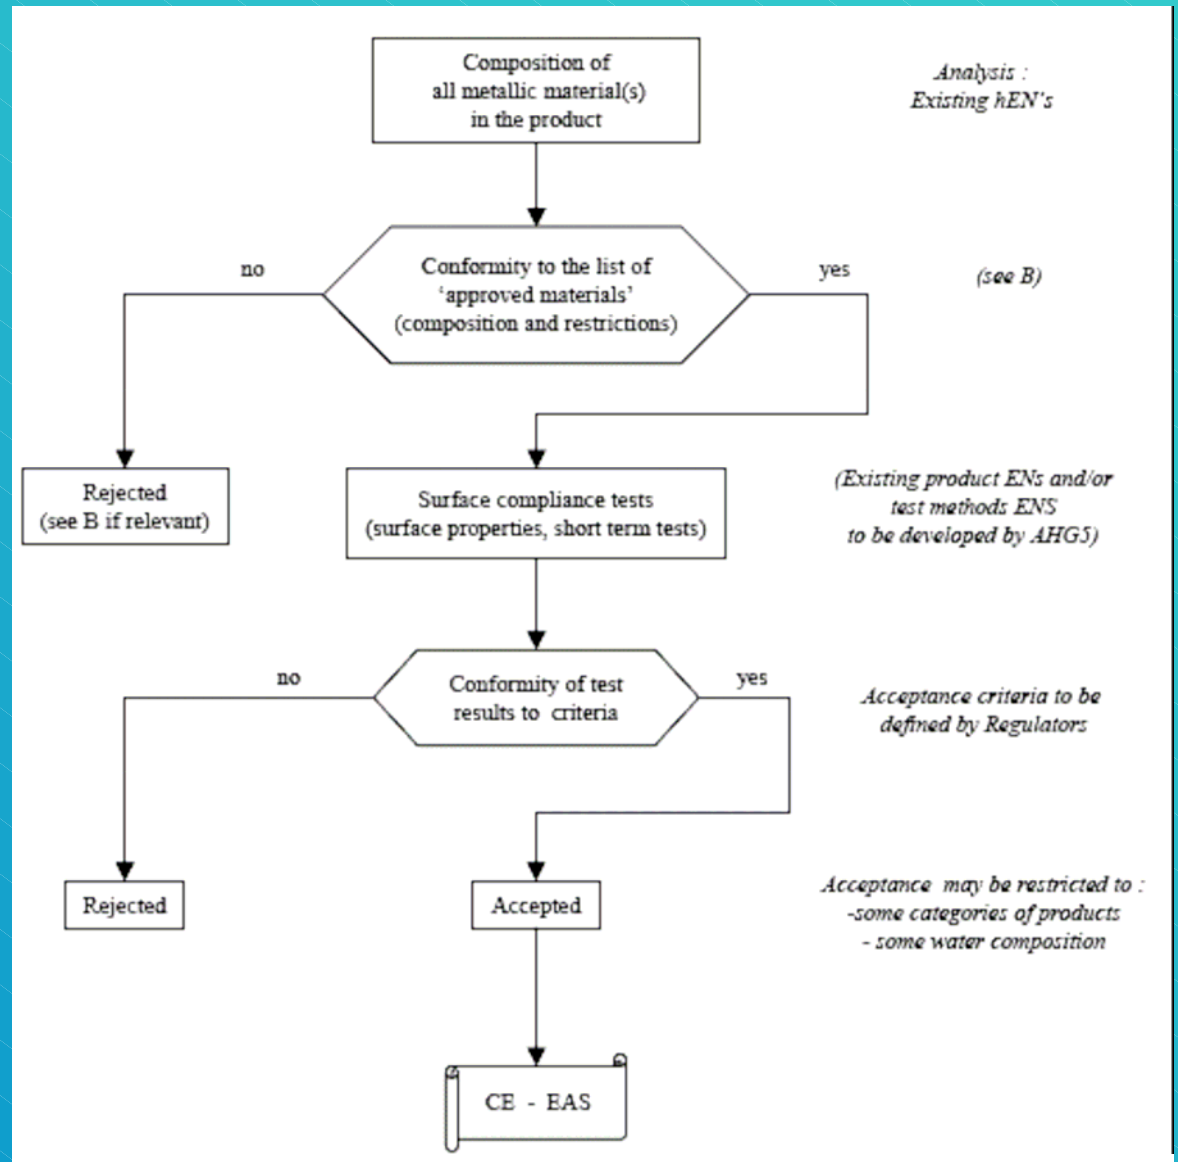 Composition of
all metallic material(s)
in the product
Analysis :
Existing hEN's
no
Conformity to the list of
'approved materials'
(composition and restrictions)
yes
(see B)
Rejected
(see B if relevant)
Surface compliance tests
(surface properties, short term tests)
(Existing product ENs and/or
test methods ENS
to be developed by AHG5)
no
Conformity of test
results to criteria
yes
Acceptance criteria to be
defined by Regulators
Rejected
Accepted
Acceptance may be restricted to :
-some categories of products
- some water composition
CE - EAS